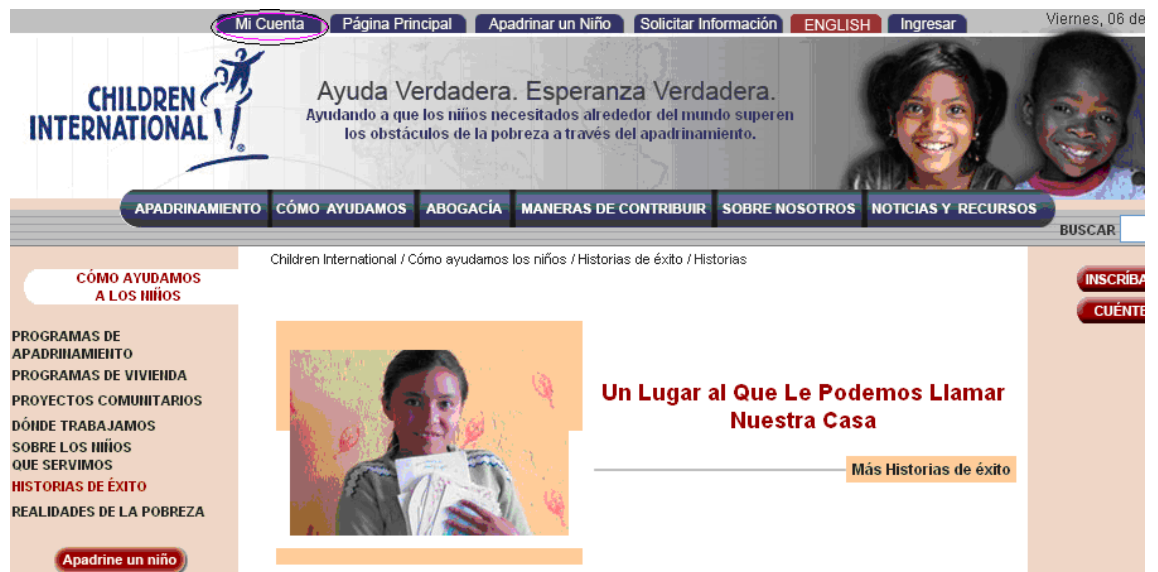 Mi Cuenta Página Principal Apadrinar un Niño Solicitar Información ENGLISH Ingresar Viernes, 06 de
CHILDREN
INTERNATIONAL
Ayuda Verdadera. Esperanza Verdadera.
Ayudando a que los niños necesitados alrededor del mundo superen
los obstáculos de la pobreza a través del apadrinamiento.
APADRINAMIENTO CÓMO AYUDAMOS ABOGACÍA MANERAS DE CONTRIBUIR SOBRE NOSOTROS NOTICIAS Y RECURSOS
BUSCAR
Children International / Cómo ayudamos los niños / Historias de éxito / Historias
CÓMO AYUDAMOS
A LOS NIÑOS
PROGRAMAS DE
APADRINAMIENTO
PROGRAMAS DE VIVIENDA
PROYECTOS COMUNITARIOS
DÓNDE TRABAJAMOS
SOBRE LOS NIÑOS
QUE SERVIMOS
HISTORIAS DE ÉXITO
REALIDADES DE LA POBREZA
Apadrine un niño
Un Lugar al Que Le Podemos Llamar
Nuestra Casa
Más Historias de éxito
INSCRÍBA
CUÉNTE